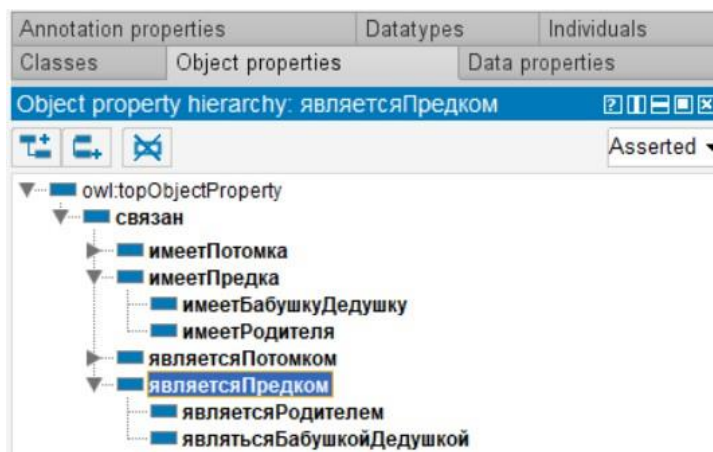 Annotation properties Datatypes Individuals
Classes Object properties Data properties
Object property hierarchy: являетсяПредком
Asserted
owl:topObjectProperty
связан
имеетПотомка
имеетПредка
имеетБабушкуДедушку
имеетРодителя
являетсяПотомком
являетсяПредком
являетсяРодителем
являтьсяБабушкойДедушкой